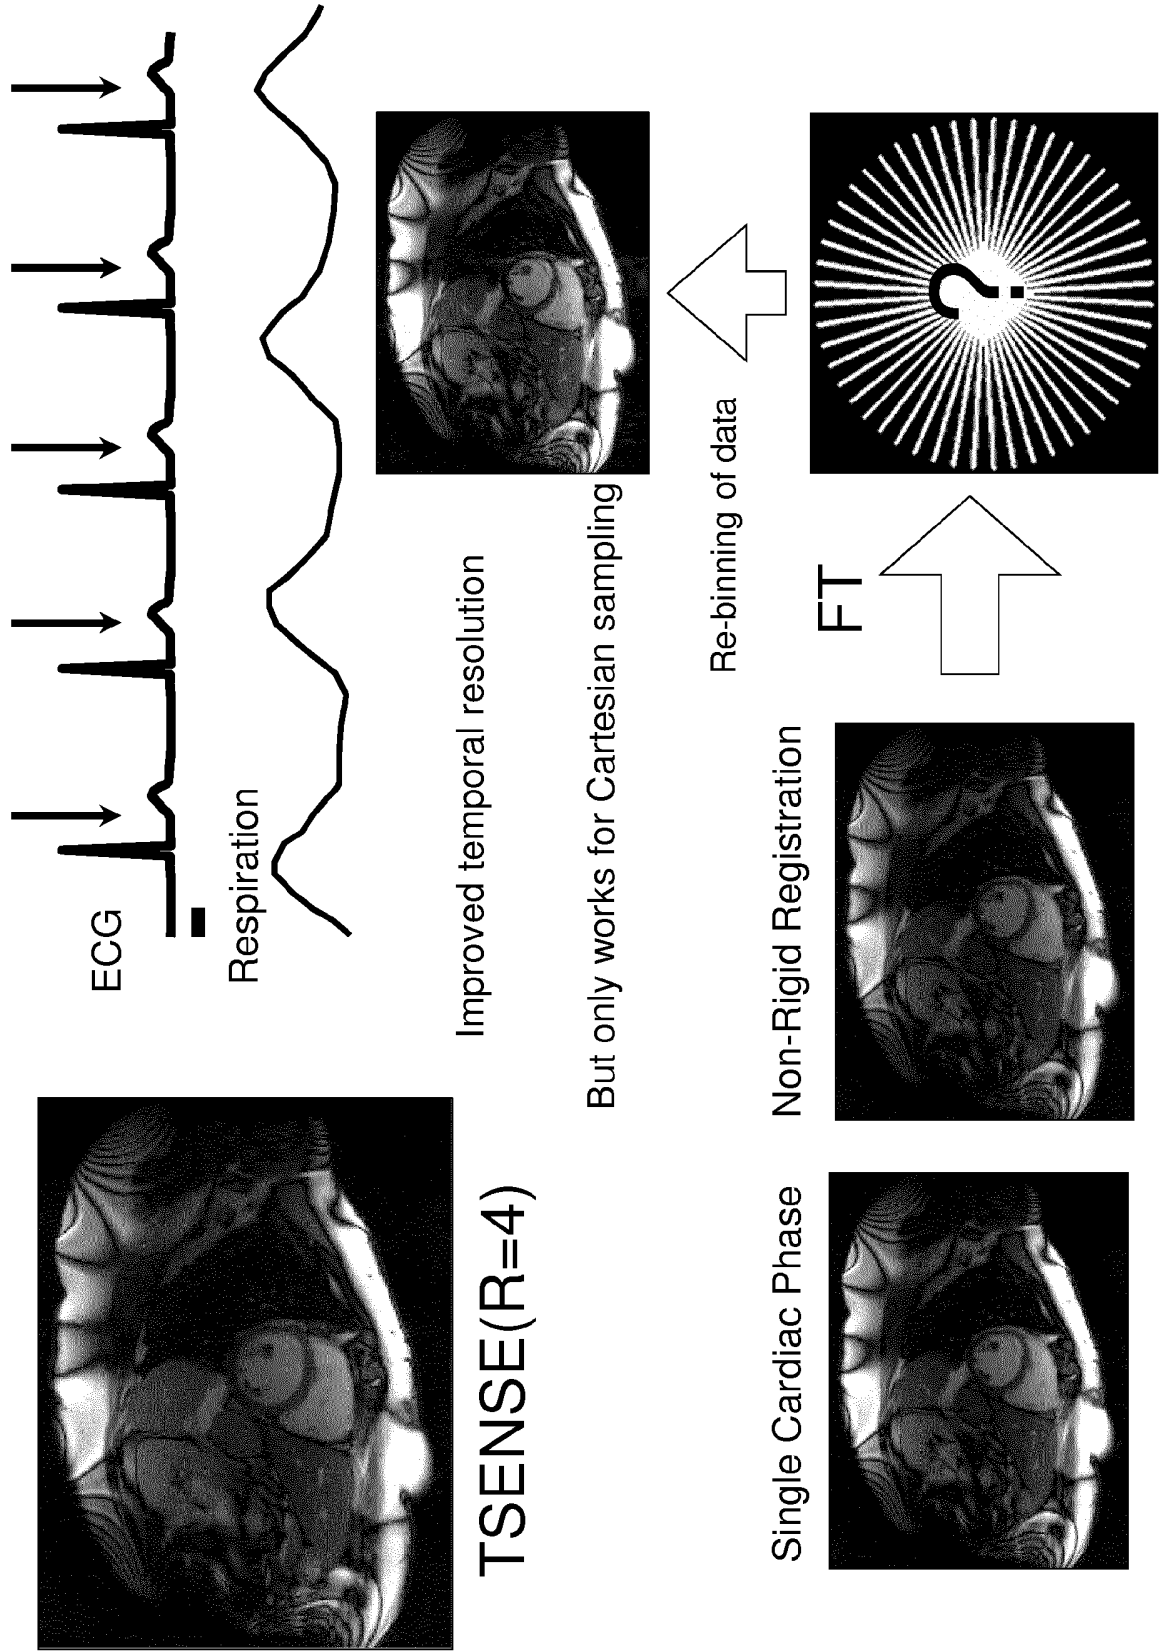 TSENSE(R=4)
ECG
Respiration
Improved temporal resolution
But only works for Cartesian sampling
Re-binning of data
Single Cardiac Phase
Non-Rigid Registration
FT
?